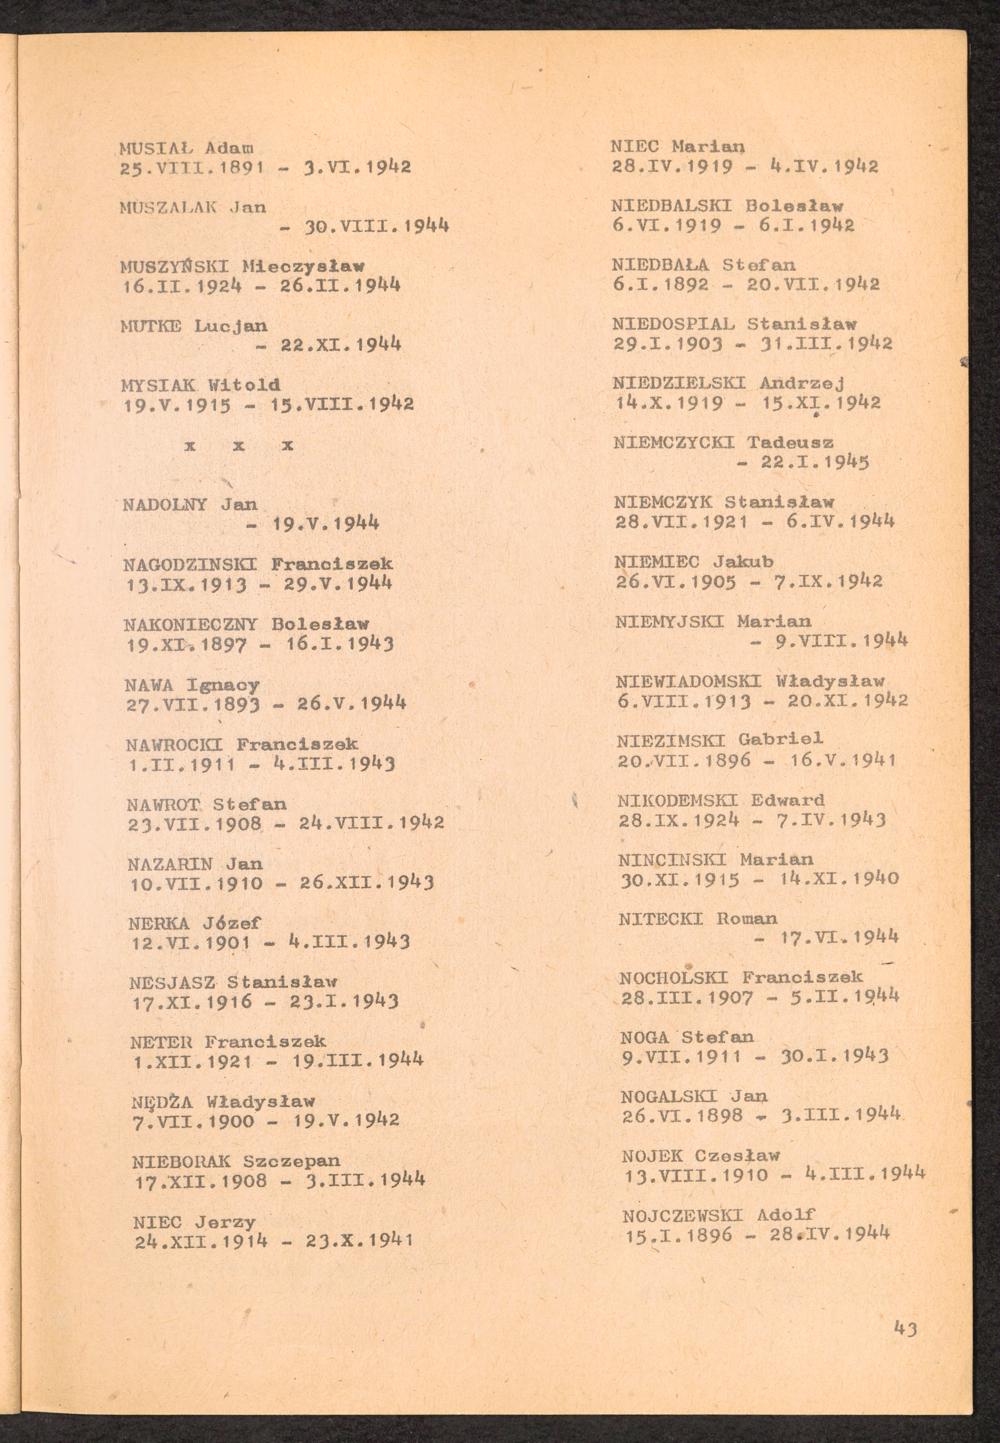 MUSIAŁ Adam
25.VIII.1891 - 3.VI.1942
MUSZALAK Jan
- 30.VIII.1944
MUSZYŃSKI Mieczysław
16.II.1924 - 26.II.1944
MUTKE Lucjan
- 22.XI.1944
MYSIAK Witold
19.V.1915 - 15.VIII.1942
x x x
NADOLNY Jan
- 19.V.1944
NAGODZINSKI Franciszek
13.IX.1913 - 29.V.1944
NAKONIECZNY Bolesław
19.XI.1897 - 16.I.1943
NAWA Ignacy
27.VII.1893 - 26.V.1944
NAWROCKI Franciszek
1.II.1911 - 4.III.1943
NAWROT Stefan
23.VII.1908 - 24.VIII.1942
NAZARIN Jan
10.VII.1910 - 26.XII.1943
NERKA Józef
12.VI.1901 - 4.III.1943
NESJASZ Stanisław
17.XI.1916 - 23.I.1943
NETER Franciszek
1.XII.1921 - 19.III.1944
NĘDŻA Władysław
7.VII.1900 - 19.V.1942
NIEBORAK Szczepan
17.XII.1908 - 3.III.1944
NIEC Jerzy
24.XII.1914 - 23.X.1941
NIEC Marian
28.IV.1919 - 4.IV.1942
NIEDBALSKI Bolesław
6.VI.1919 - 6.I.1942
NIEDBAŁA Stefan
6.I.1892 - 20.VII.1942
NIEDOSPIAL Stanisław
29.I.1903 - 31.III.1942
NIEDZIELSKI Andrzej
14.X.1919 - 15.XI.1942
NIEMCZYCKI Tadeusz
- 22.I.1945
NIEMCZYK Stanisław
28.VII.1921 - 6.IV.1944
NIEMIEC Jakub
26.VI.1905 - 7.IX.1942
NIEMYJSKI Marian
- 9.VIII.1944
NIEWIADOMSKI Władysław
6.VIII.1913 - 20.XI.1942
NIEZIMSKI Gabriel
20.VII.1896 - 16.V.1941
NIKODEMSKI Edward
28.IX.1924 - 7.IV.1943
NINCINSKI Marian
30.XI.1915 - 14.XI.1940
NITECKI Roman
- 17.VI.1944
NOCHOLSKI Franciszek
28.III.1907 - 5.II.1944
NOGA Stefan
9.VII.1911 - 30.I.1943
NOGALSKI Jan
26.VI.1898 - 3.III.1944
NOJEK Czesław
13.VIII.1910 - 4.III.1944
NOJCZEWSKI Adolf
15.I.1896 - 28.IV.1944
43